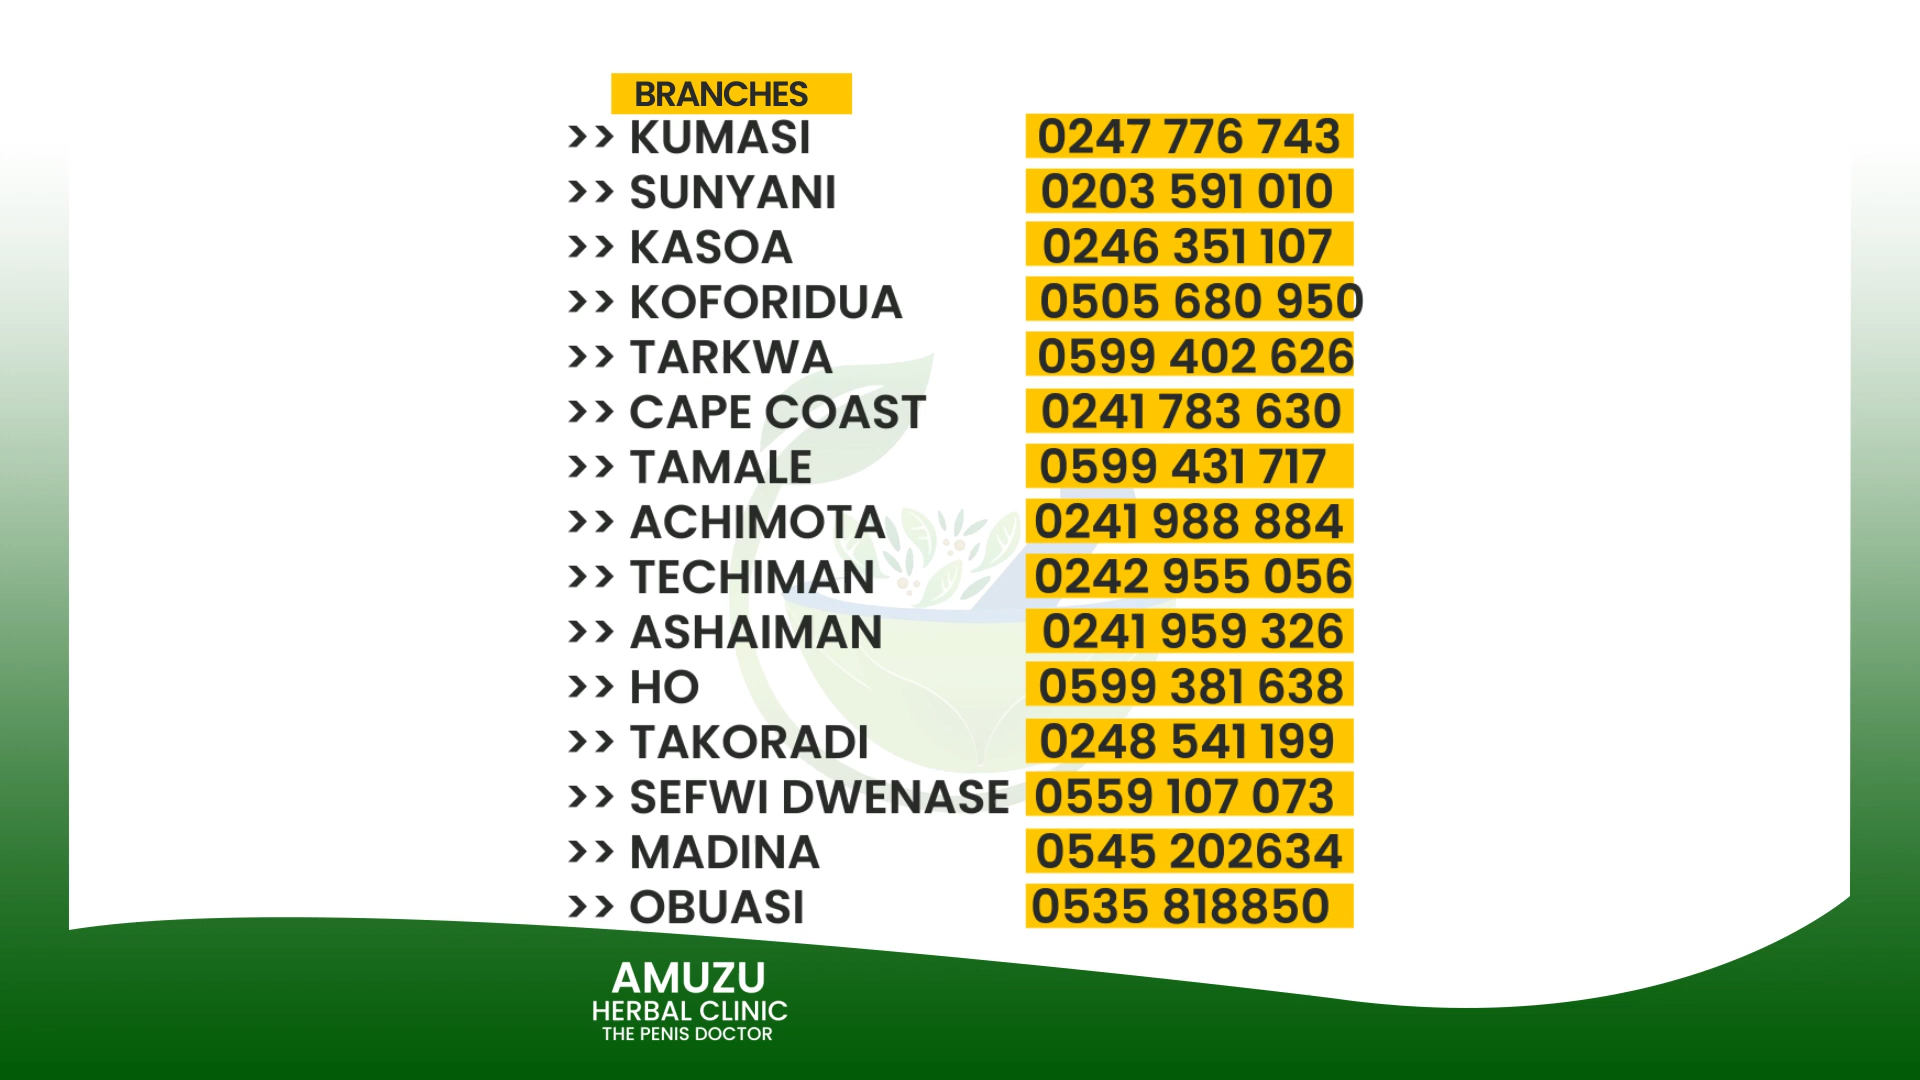 BRANCHES
>> KUMASI 0247 776 743
>> SUNYANI 0203 591 010
>> KASOA 0246 351 107
>> KOFORIDUA 0505 680 950
>> TARKWA 0599 402 626
>> CAPE COAST 0241 783 630
>> TAMALE 0599 431 717
>> ACHIMOTA 0241 988 884
>> TECHIMAN 0242 955 056
>> ASHAIMAN 0241 959 326
>> HO 0599 381 638
>> TAKORADI 0248 541 199
>> SEFWI DWENASE 0559 107 073
>> MADINA 0545 202634
>> OBUASI 0535 818850
AMUZU
HERBAL CLINIC
THE PENIS DOCTOR